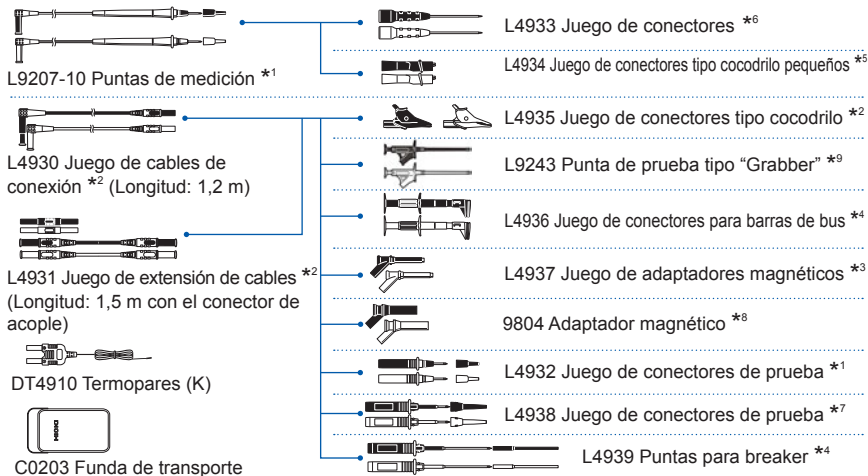 L9207-10 Puntas de medición *1
L4930 Juego de cables de
conexión *2 (Longitud: 1,2 m)
L4931 Juego de extensión de cables *2
(Longitud: 1,5 m con el conector de
acople)
DT4910 Termopares (K)
HIOKI
C0203 Funda de transporte
L4933 Juego de conectores *6
L4934 Juego de conectores tipo cocodrilo pequeños *5
L4935 Juego de conectores tipo cocodrilo *2
L9243 Punta de prueba tipo “Grabber” *9
L4936 Juego de conectores para barras de bus *4
L4937 Juego de adaptadores magnéticos *3
9804 Adaptador magnético *8
L4932 Juego de conectores de prueba *1
L4938 Juego de conectores de prueba *7
L4939 Puntas para breaker *4